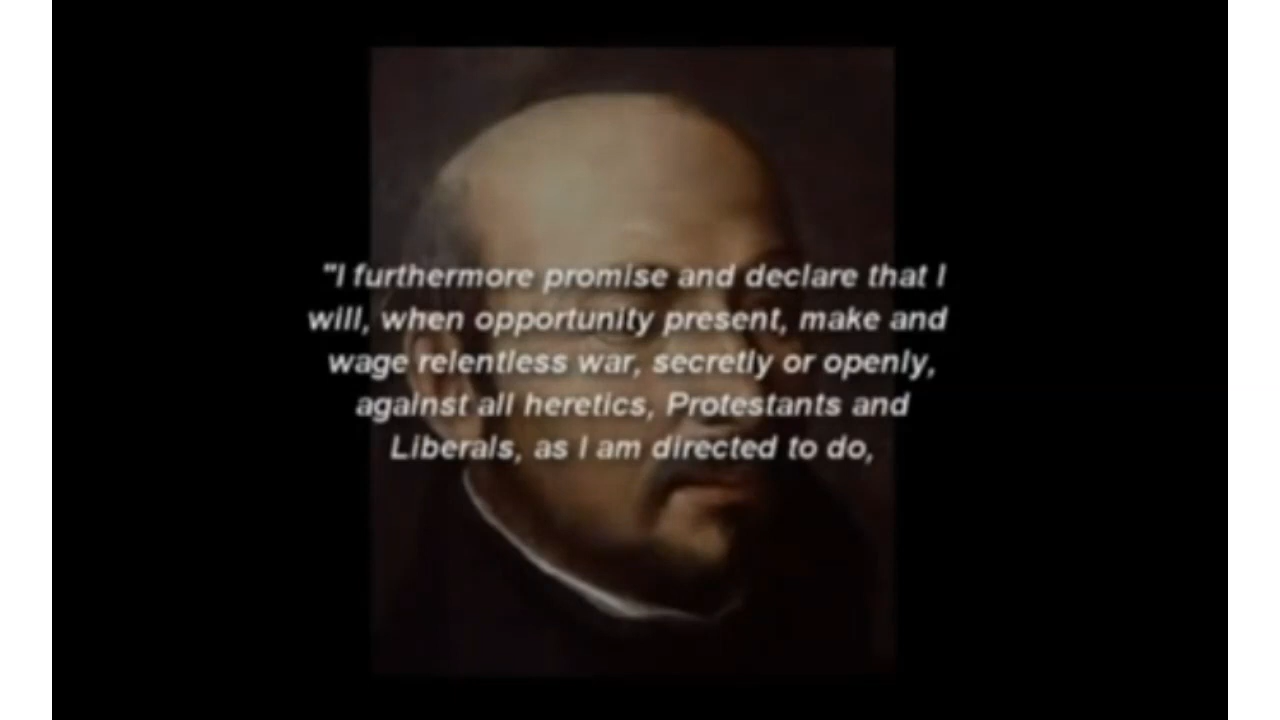 "I furthermore promise and declare that I
will, when opportunity present, make and
wage relentless war, secretly or openly,
against all heretics, Protestants and
Liberals, as I am directed to do,